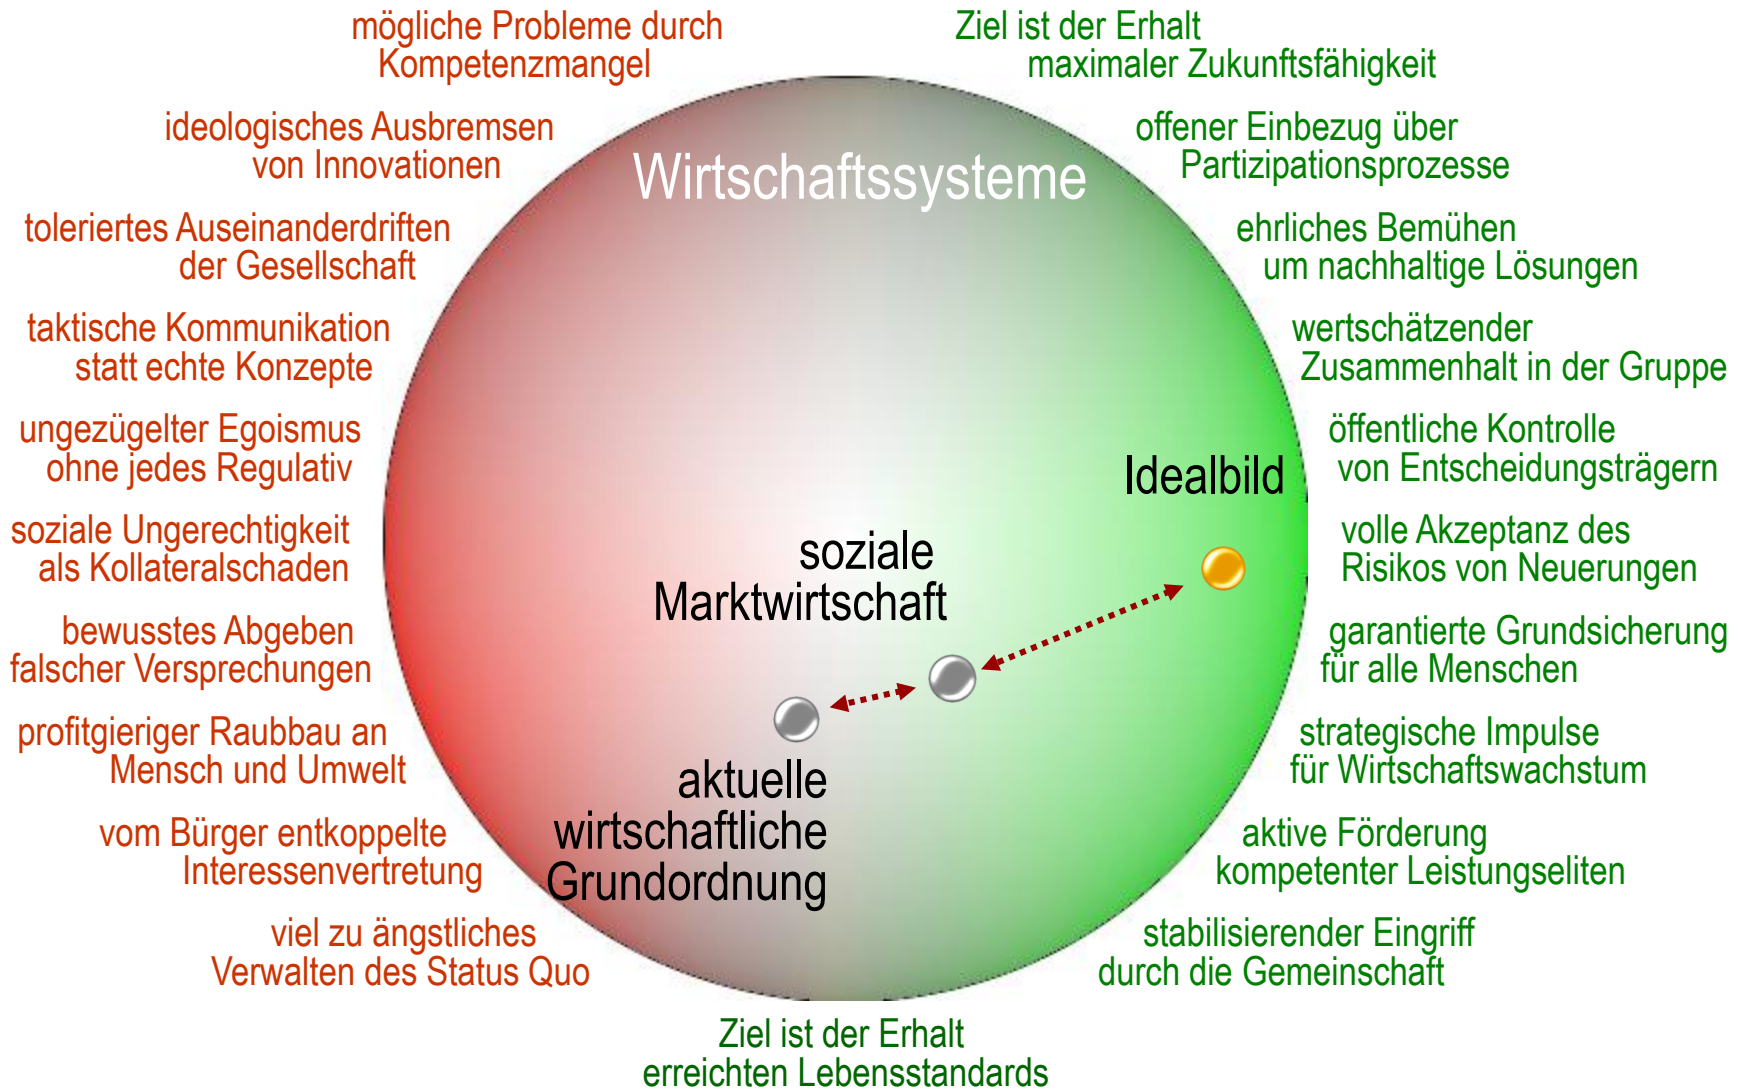 mögliche Probleme durch
Kompetenzmangel
ideologisches Ausbremsen
von Innovationen
toleriertes Auseinanderdriften
der Gesellschaft
taktische Kommunikation
statt echte Konzepte
ungezügelter Egoismus
ohne jedes Regulativ
soziale Ungerechtigkeit
als Kollateralschaden
bewusstes Abgeben
falscher Versprechungen
profitgieriger Raubbau an
Mensch und Umwelt
vom Bürger entkoppelte
Interessenvertretung
viel zu ängstliches
Verwalten des Status Quo
Wirtschaftssysteme
Idealbild
soziale
Marktwirtschaft
aktuelle
wirtschaftliche
Grundordnung
Ziel ist der Erhalt
maximaler Zukunftsfähigkeit
offener Einbezug über
Partizipationsprozesse
ehrliches Bemühen
um nachhaltige Lösungen
wertschätzender
Zusammenhalt in der Gruppe
öffentliche Kontrolle
von Entscheidungsträgern
volle Akzeptanz des
Risikos von Neuerungen
garantierte Grundsicherung
für alle Menschen
strategische Impulse
für Wirtschaftswachstum
aktive Förderung
kompetenter Leistungseliten
stabilisierender Eingriff
durch die Gemeinschaft
Ziel ist der Erhalt
erreichten Lebensstandards